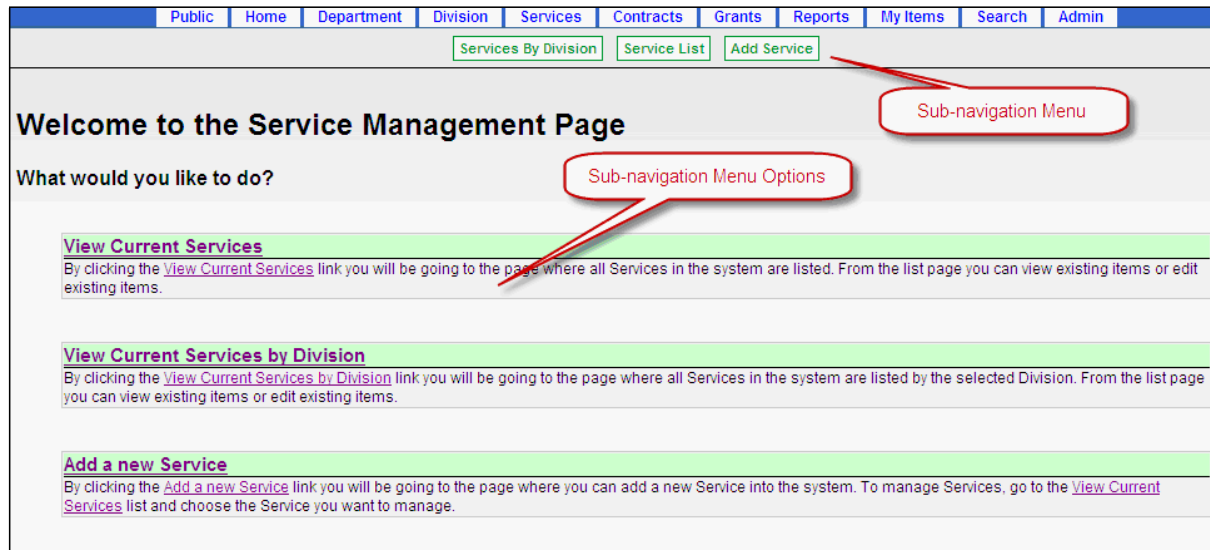 Public Home Department Division Services Contracts Grants Reports My Items Search Admin
Services By Division Service List Add Service
Sub-navigation Menu
Welcome to the Service Management Page
What would you like to do?
Sub-navigation Menu Options
View Current Services
By clicking the View Current Services link you will be going to the page where all Services in the system are listed. From the list page you can view existing items or edit
existing items.
View Current Services by Division
By clicking the View Current Services by Division link you will be going to the page where all Services in the system are listed by the selected Division. From the list page
you can view existing items or edit existing items.
Add a new Service
By clicking the Add a new Service link you will be going to the page where you can add a new Service into the system. To manage Services, go to the View Current
Services list and choose the Service you want to manage.